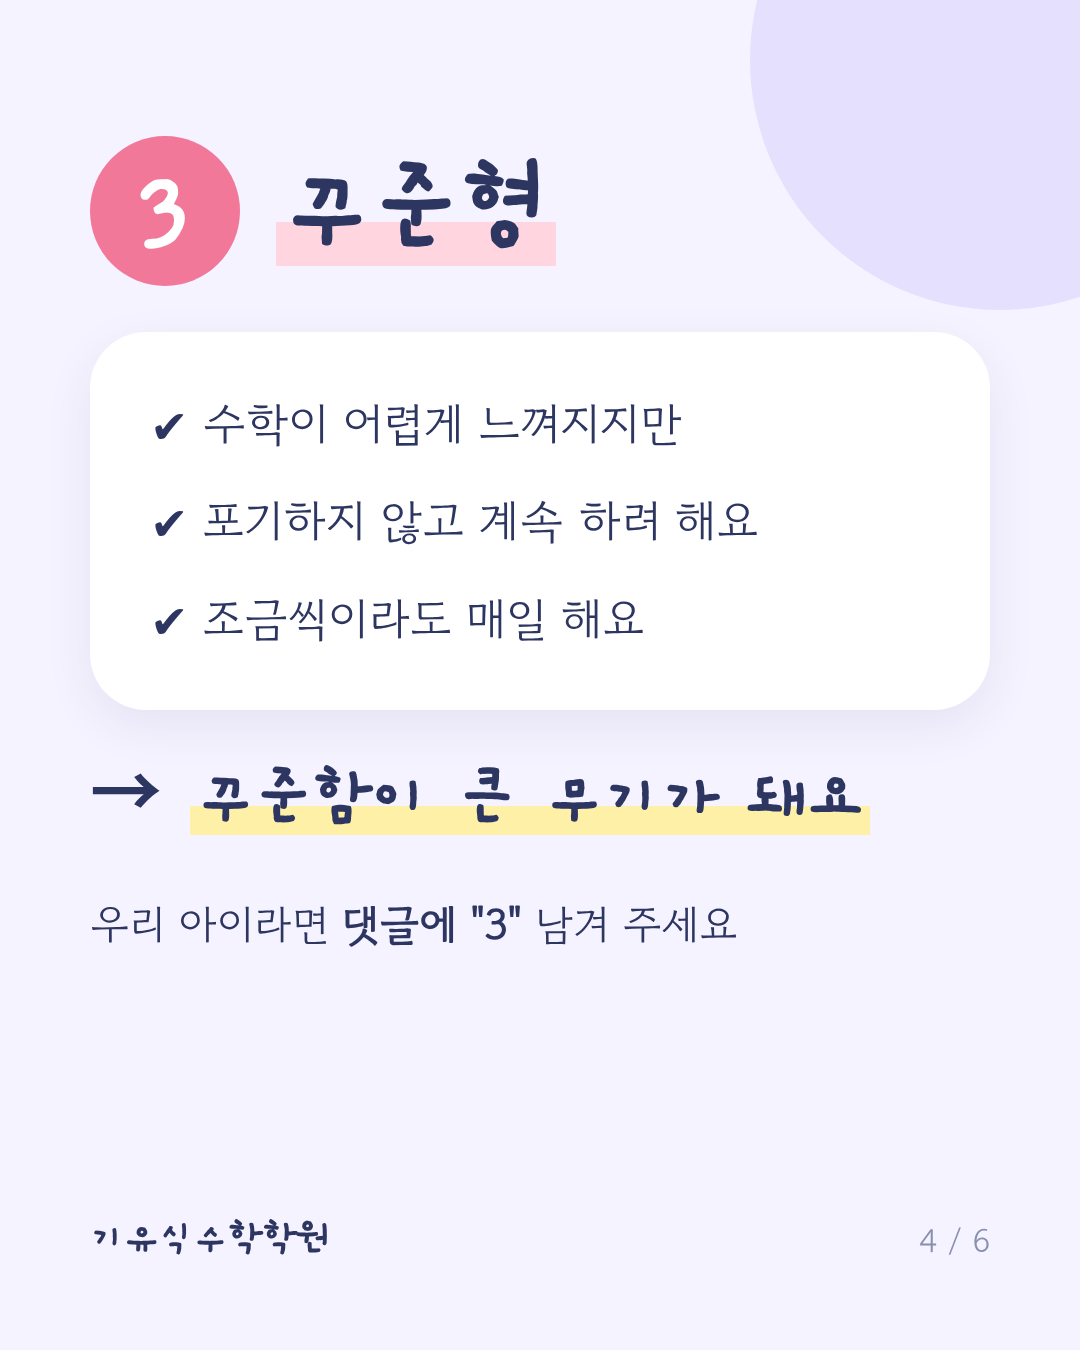 3 꾸준형
✔ 수학이 어렵게 느껴지지만
✔ 포기하지 않고 계속 하려 해요
✔ 조금씩이라도 매일 해요
→ 꾸준함이 큰 무기가 돼요
우리 아이라면 댓글에 "3" 남겨 주세요
기유식수학학원
4 / 6